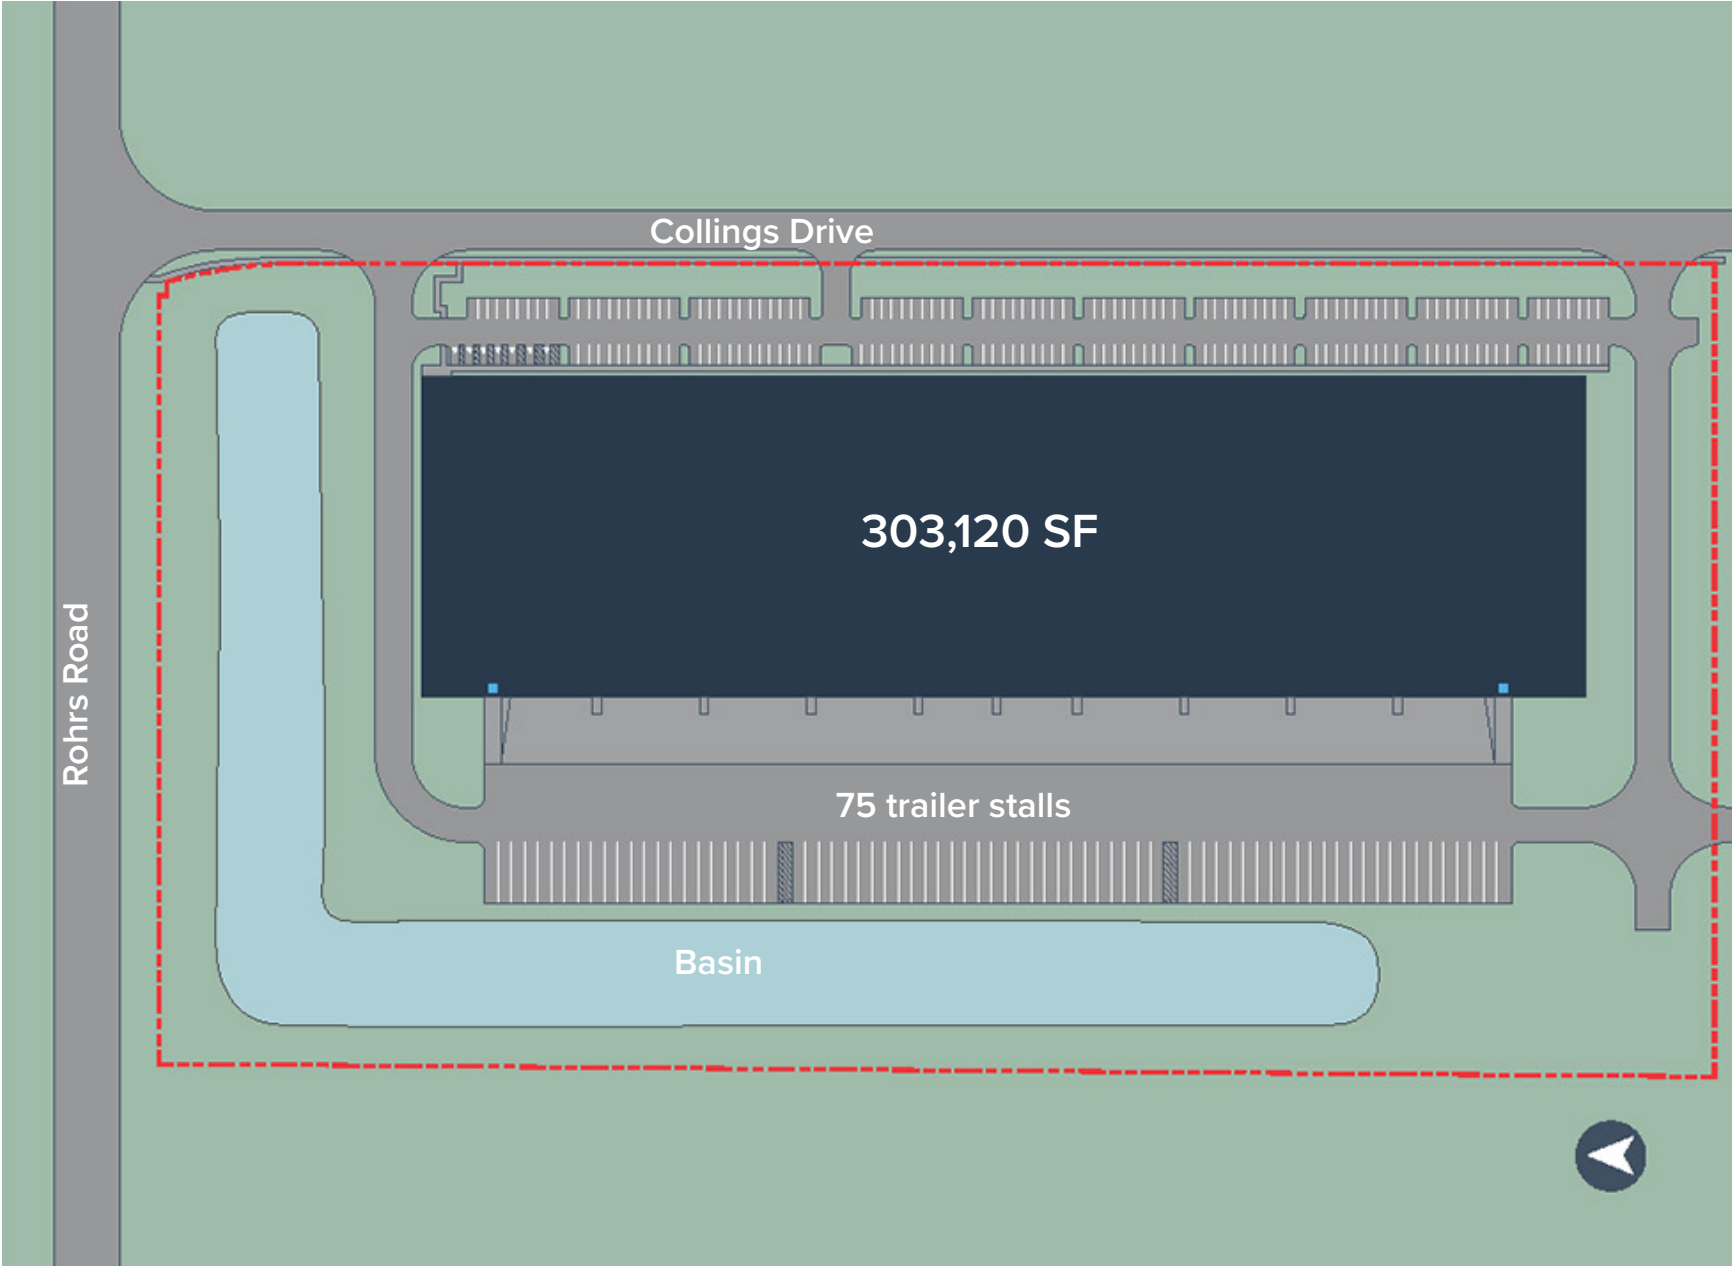 Collings Drive
303,120 SF
Rohrs Road
75 trailer stalls
Basin